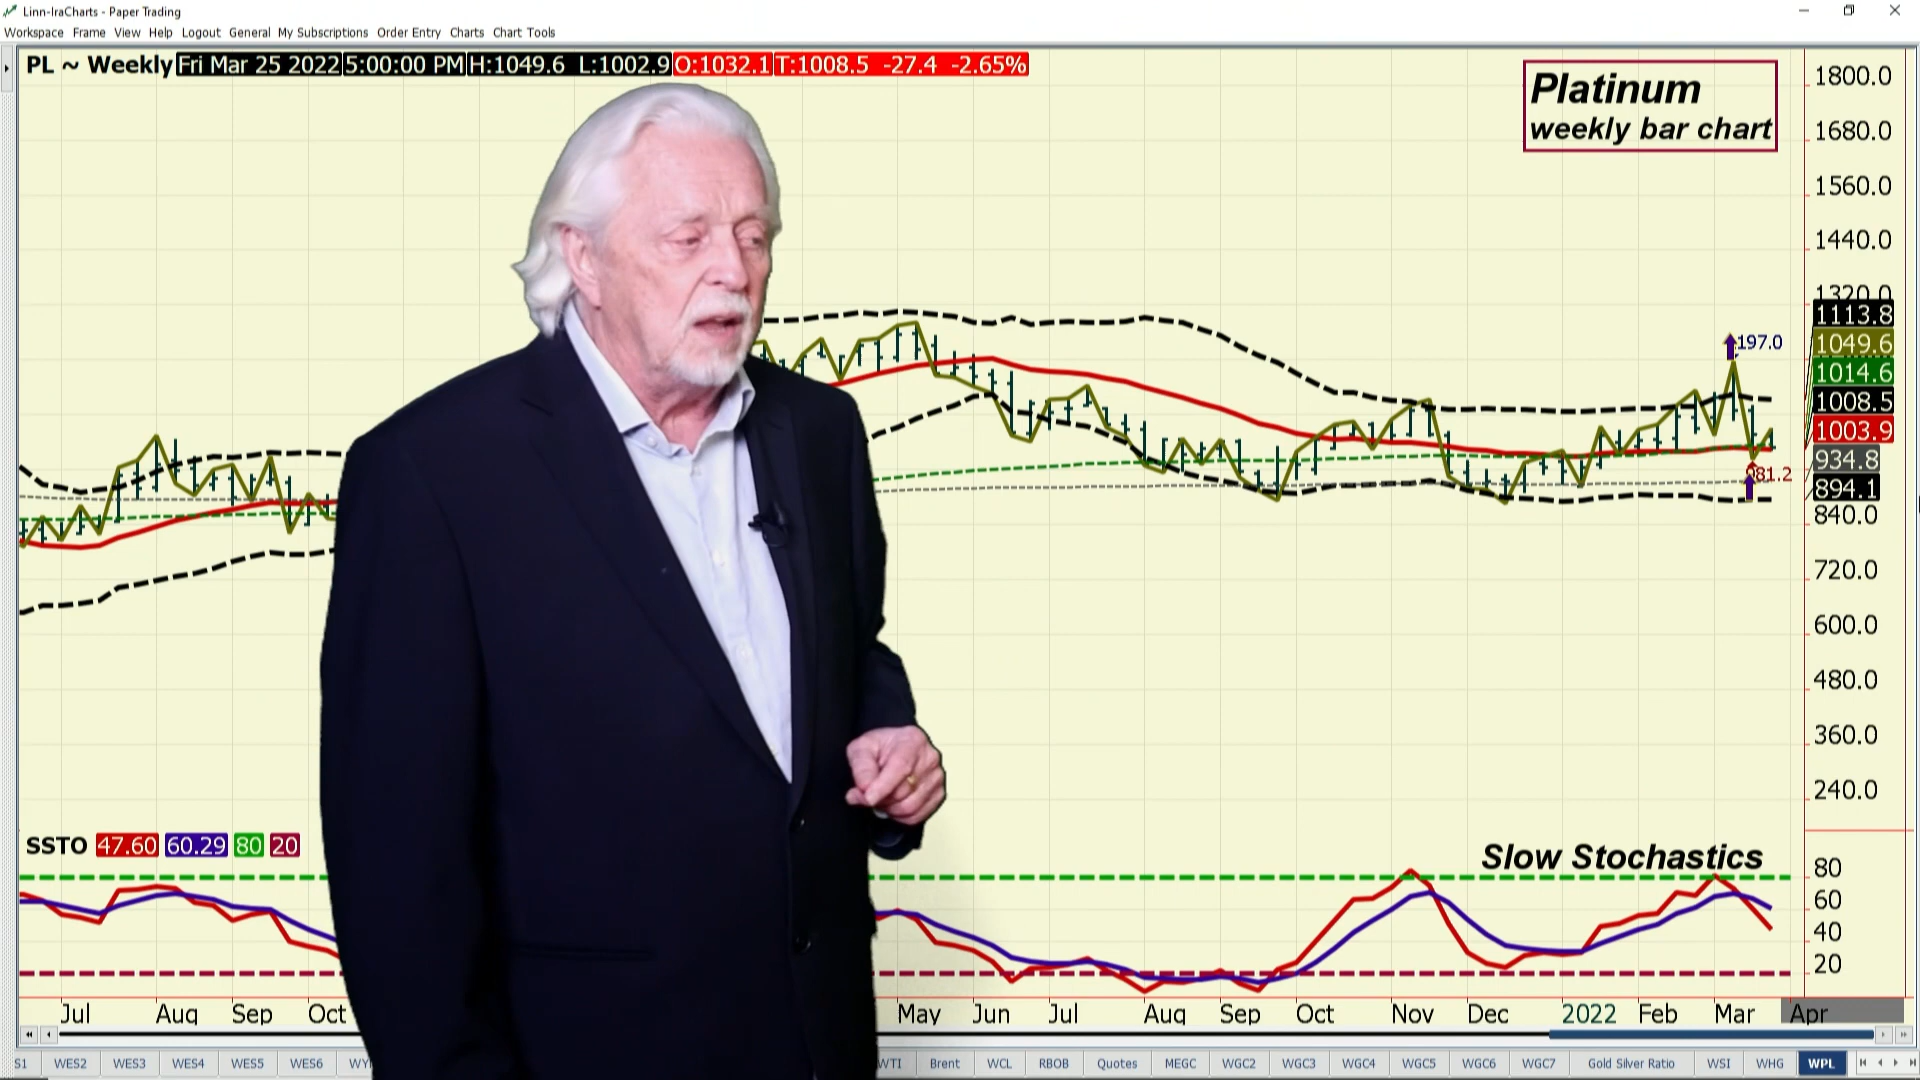 Linn-IraCharts - Paper Trading
Workspace Frame View Help Logout General My Subscriptions Order Entry Charts Chart Tools
PL ~ Weekly Fri Mar 25 2022 5:00:00 PM H:1049.6 L:1002.9 O:1032.1 T:1008.5 -27.4 -2.65%
Platinum
weekly bar chart
1800.0
1680.0
1560.0
1440.0
1320.0
1113.8
197.0
1049.6
1014.6
1008.5
1003.9
934.8
981.2
894.1
840.0
720.0
600.0
480.0
360.0
240.0
SSTO 47.60 60.29 80 20
Slow Stochastics
80
60
40
20
Jul Aug Sep Oct May Jun Jul Aug Sep Oct Nov Dec 2022 Feb Mar Apr
S1 WES2 WES3 WES4 WES5 WES6 WTI Brent WCL RBOB Quotes MEGC WGC2 WGC3 WGC4 WGC5 WGC6 WGC7 Gold Silver Ratio WSI WHG WPL